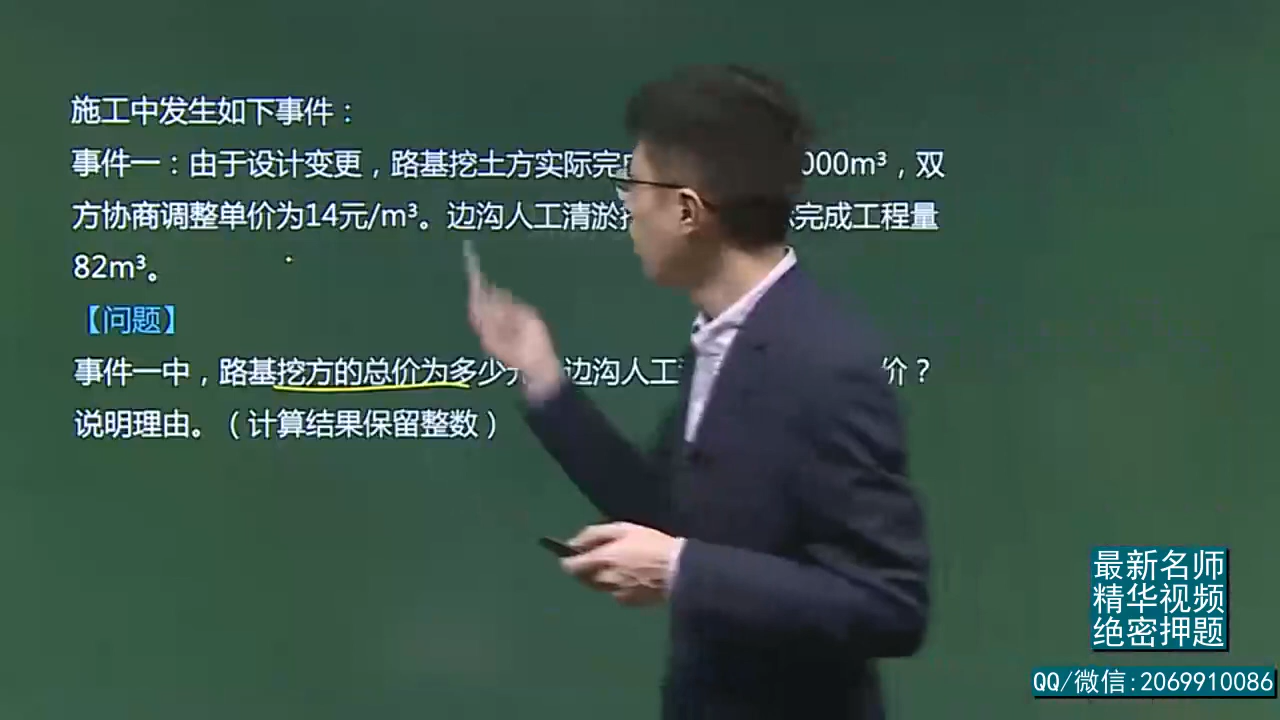 施工中发生如下事件：
事件一：由于设计变更，路基挖土方实际完 000m³，双
方协商调整单价为14元/m³。边沟人工清淤 完成工程量
82m³。
【问题】
事件一中，路基挖方的总价为多少 边沟人工 价？
说明理由。（计算结果保留整数）
最新名师
精华视频
绝密押题
QQ/微信:2069910086